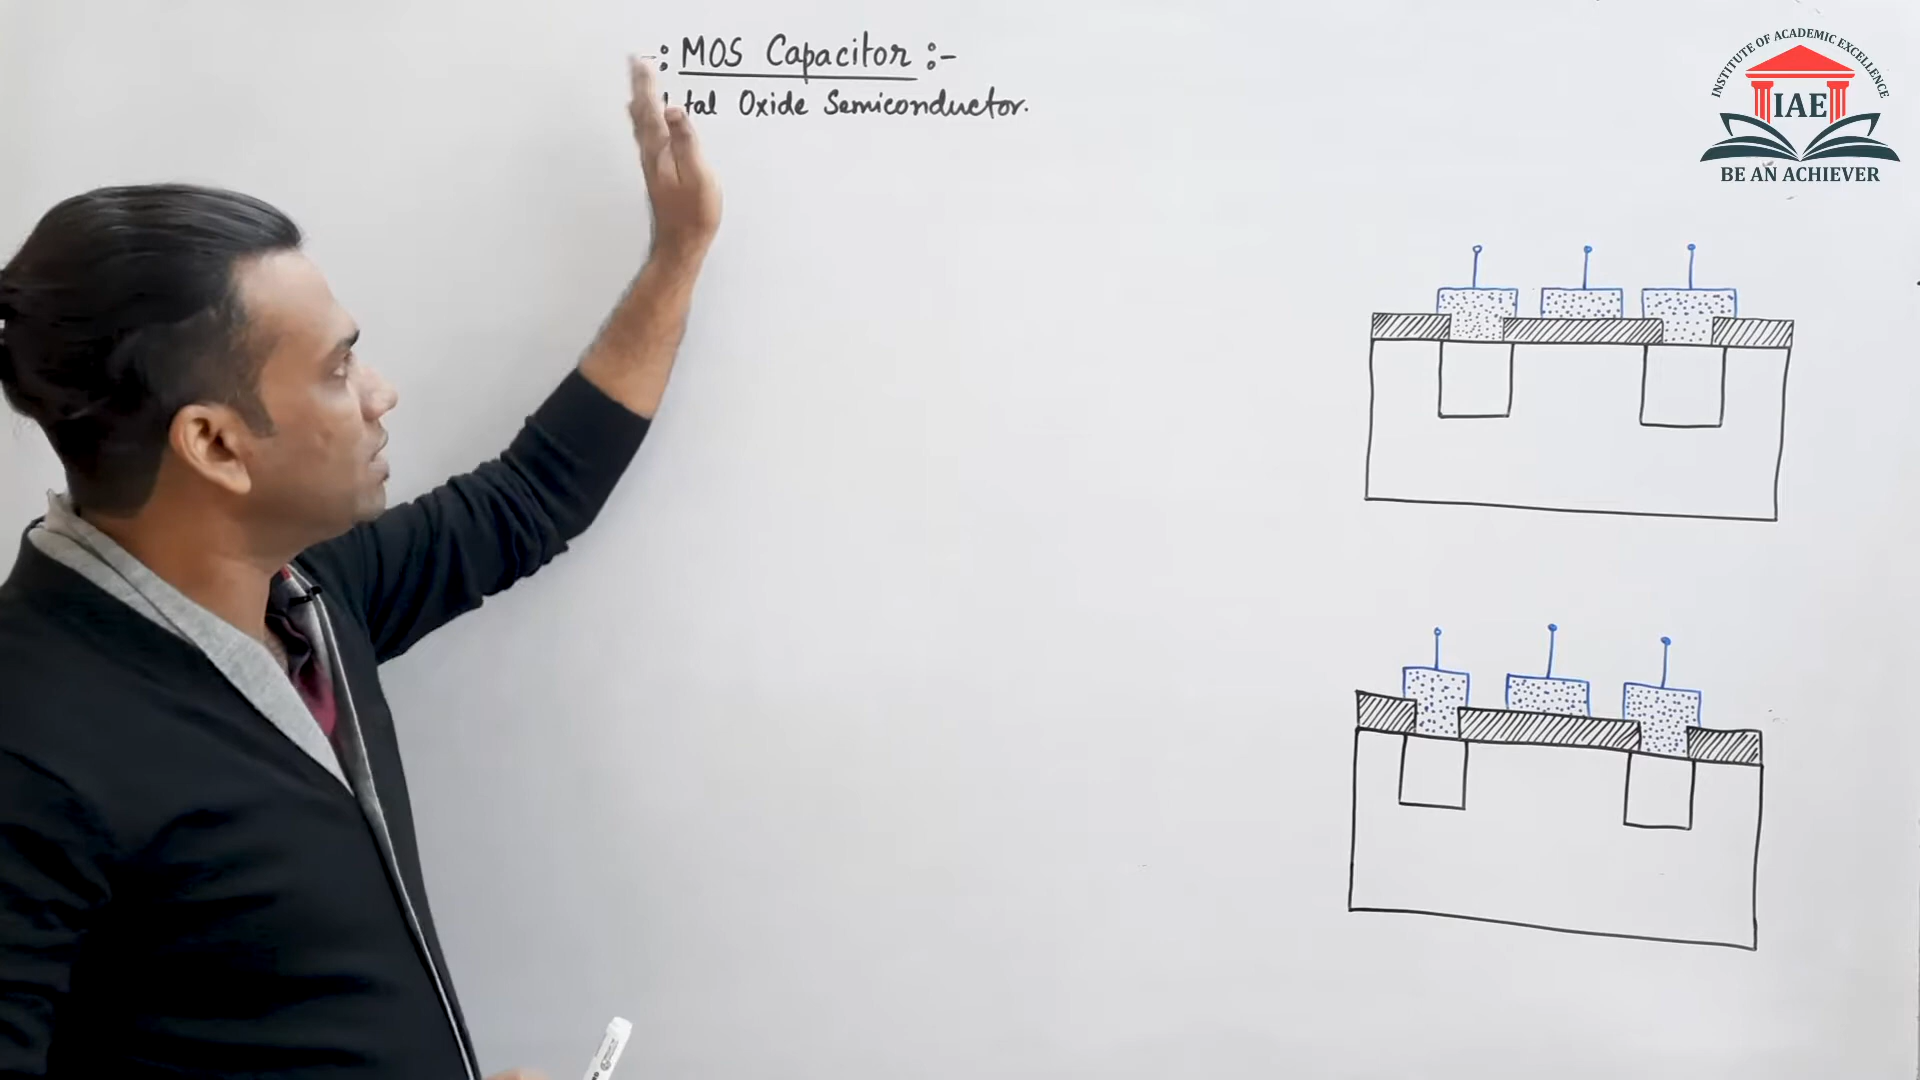 -: MOS Capacitor :-
tal Oxide Semiconductor.
INSTITUTE OF ACADEMIC EXCELLENCE
IAE
BE AN ACHIEVER